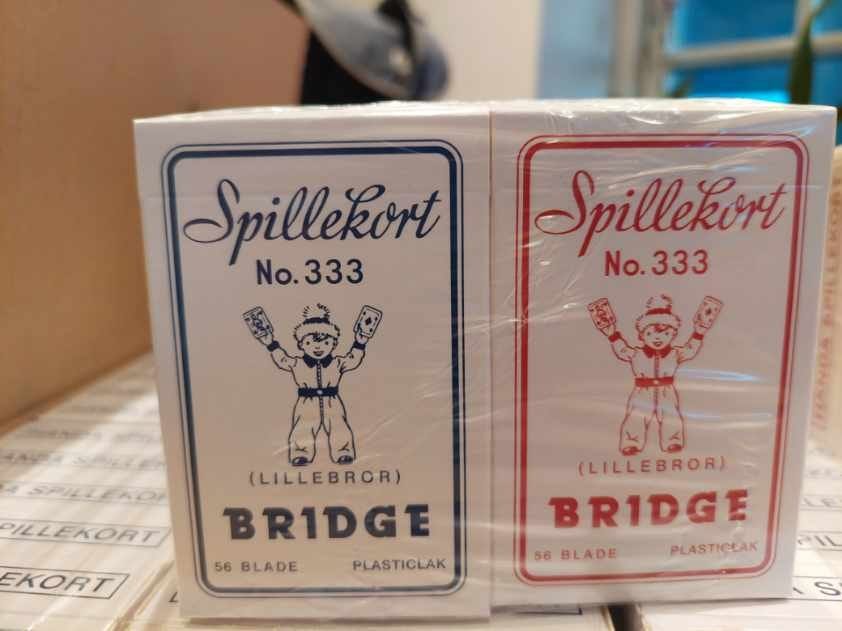 Spillekort
No. 333
(LILLEBROR)
BRIDGE
56 BLADE PLASTICLAK
Spillekort
No. 333
(LILLEBROR)
BRIDGE
56 BLADE PLASTICLAK
SPILLEKORT